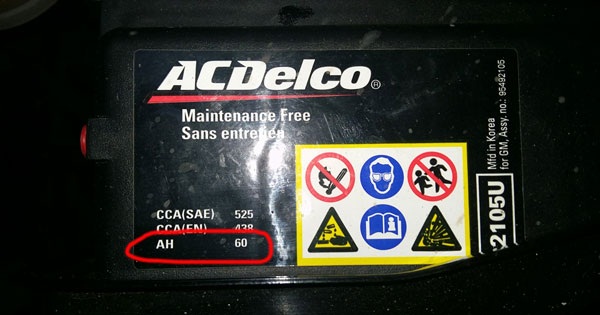 ACDelco®
Maintenance Free
Sans entretien
CCA(SAE) 525
CCA(EN) 438
AH 60
Mfd in Korea
for GM, Assy. no.: 95492105
2105U